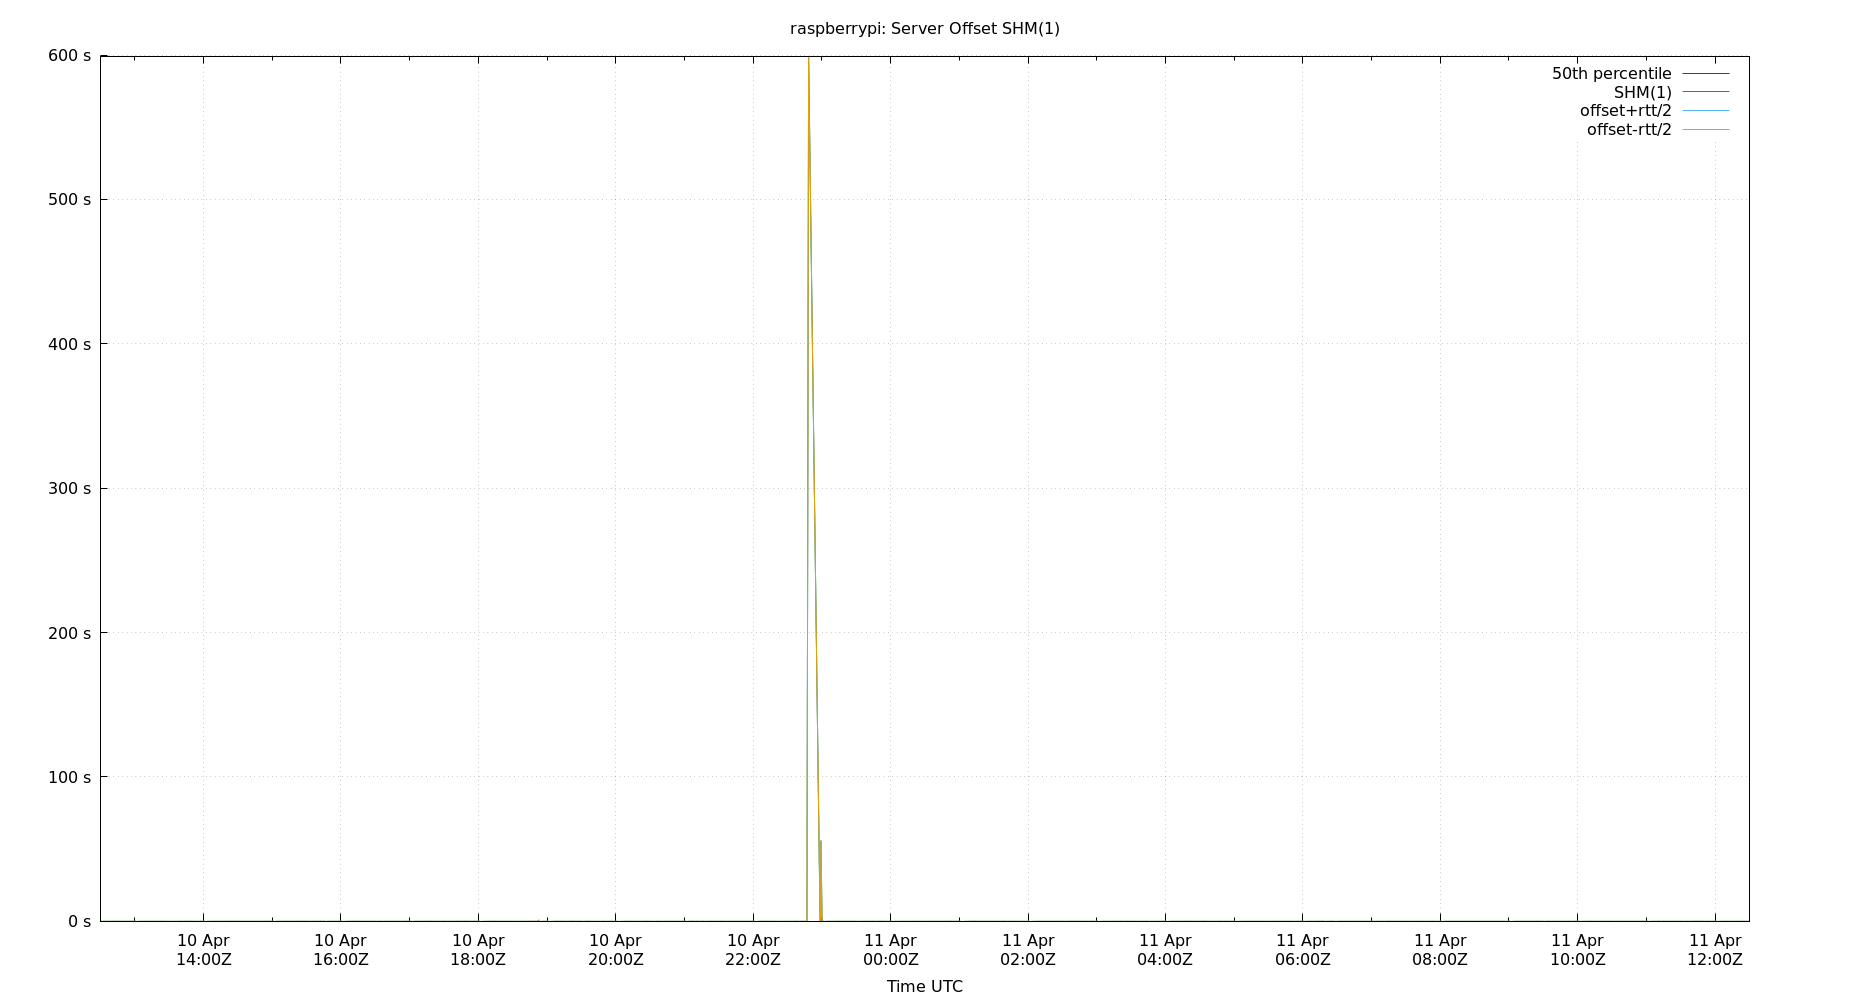 raspberrypi: Server Offset SHM(1)
600 s
500 s
400 s
300 s
200 s
100 s
0 s
50th percentile
SHM(1)
offset+rtt/2
offset-rtt/2
10 Apr 10 Apr 10 Apr 10 Apr 10 Apr 11 Apr 11 Apr 11 Apr 11 Apr 11 Apr 11 Apr 11 Apr
14:00Z 16:00Z 18:00Z 20:00Z 22:00Z 00:00Z 02:00Z 04:00Z 06:00Z 08:00Z 10:00Z 12:00Z
Time UTC